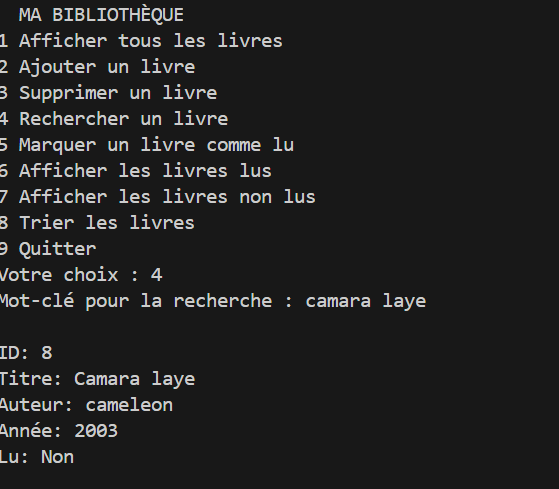 MA BIBLIOTHÈQUE
1 Afficher tous les livres
2 Ajouter un livre
3 Supprimer un livre
4 Rechercher un livre
5 Marquer un livre comme lu
6 Afficher les livres lus
7 Afficher les livres non lus
8 Trier les livres
9 Quitter
Votre choix : 4
Mot-clé pour la recherche : camara laye
ID: 8
Titre: Camara laye
Auteur: cameleon
Année: 2003
Lu: Non